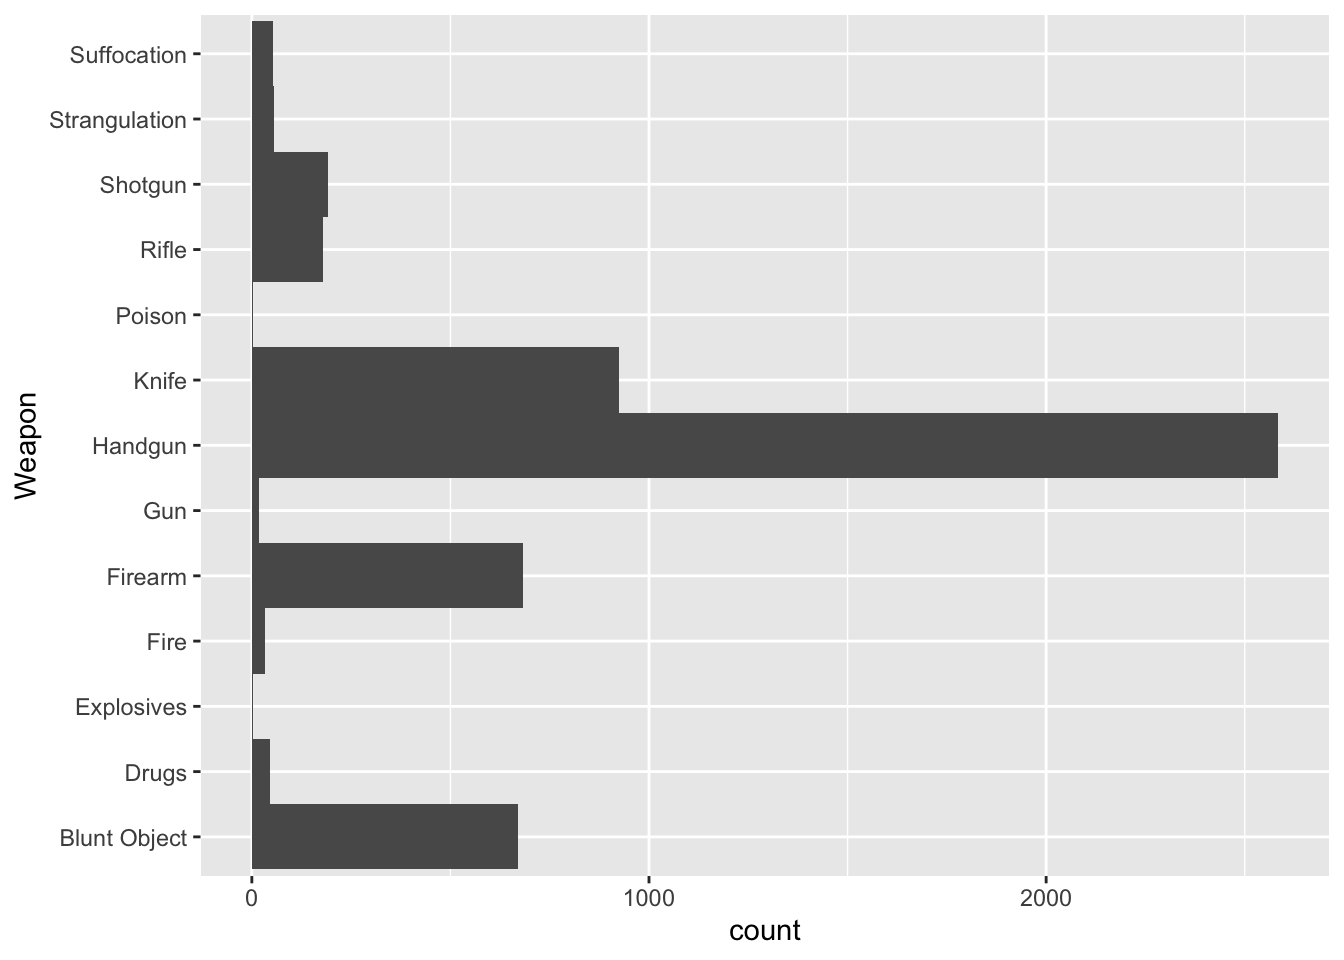 Suffocation
Strangulation
Shotgun
Rifle
Poison
Knife
Handgun
Gun
Firearm
Fire
Explosives
Drugs
Blunt Object
Weapon
0 1000 2000
count